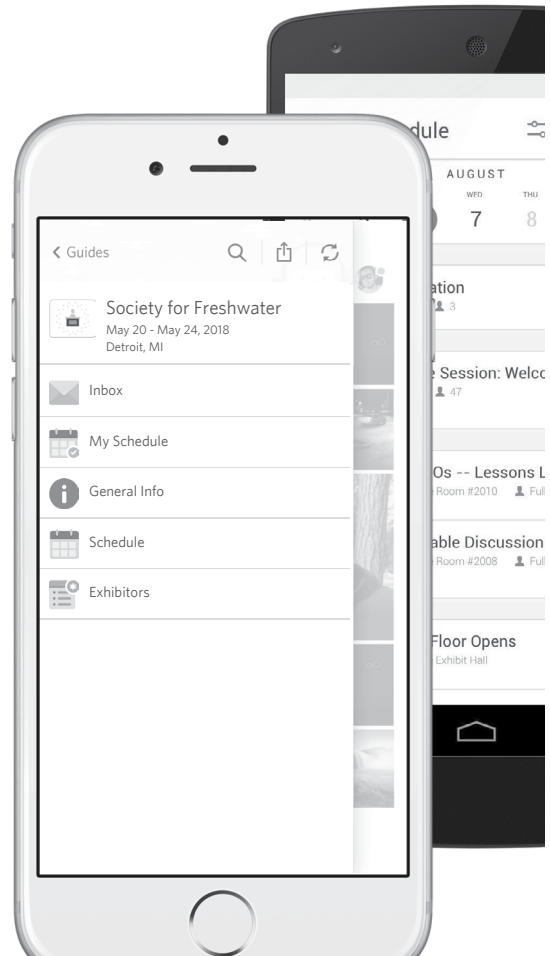 Guides
Society for Freshwater
May 20 - May 24, 2018
Detroit, MI
Inbox
My Schedule
General Info
Schedule
Exhibitors
dule
AUGUST
WED
THU
7
8
ation
3
Session: Welco
47
Os -- Lessons L
Room #2010
Full
able Discussion
Room #2008
Full
Floor Opens
Exhibit Hall